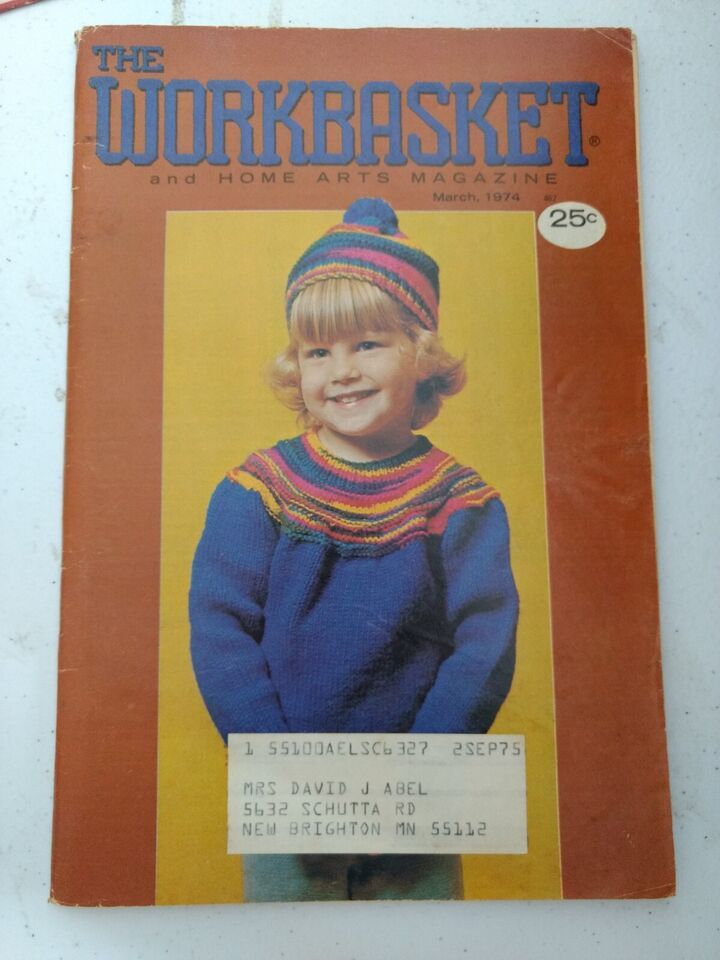 THE
WORKBASKET®
and HOME ARTS MAGAZINE
March, 1974
25c
1 55100AELSC6327 2SEP75
MRS DAVID J ABEL
5632 SCHUTTA RD
NEW BRIGHTON MN 55112